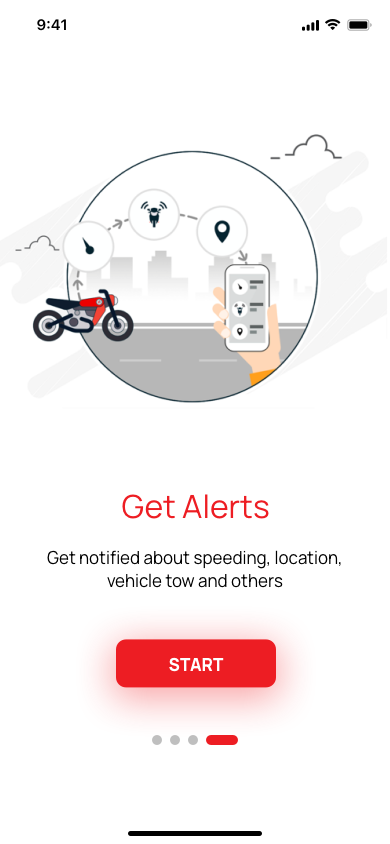 9:41
Get Alerts
Get notified about speeding, location,
vehicle tow and others
START